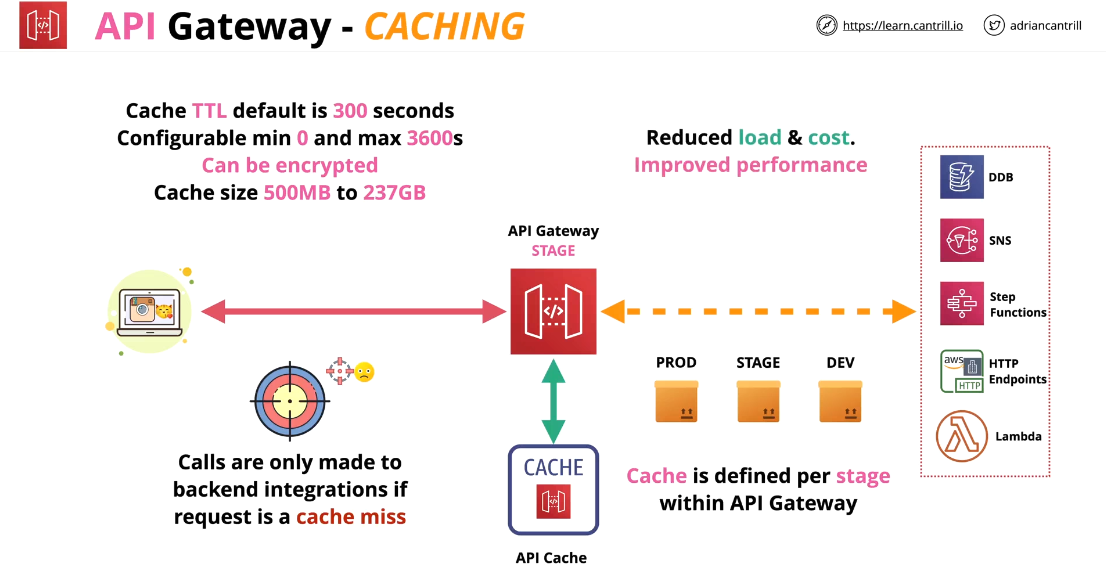 API Gateway - CACHING
https://learn.cantrill.io
adriancantrill
Cache TTL default is 300 seconds
Configurable min 0 and max 3600s
Can be encrypted
Cache size 500MB to 237GB
Reduced load & cost.
Improved performance
API Gateway
STAGE
DDB
SNS
Step
Functions
aws
HTTP
HTTP
Endpoints
Lambda
PROD
STAGE
DEV
Calls are only made to
backend integrations if
request is a cache miss
CACHE
API Cache
Cache is defined per stage
within API Gateway